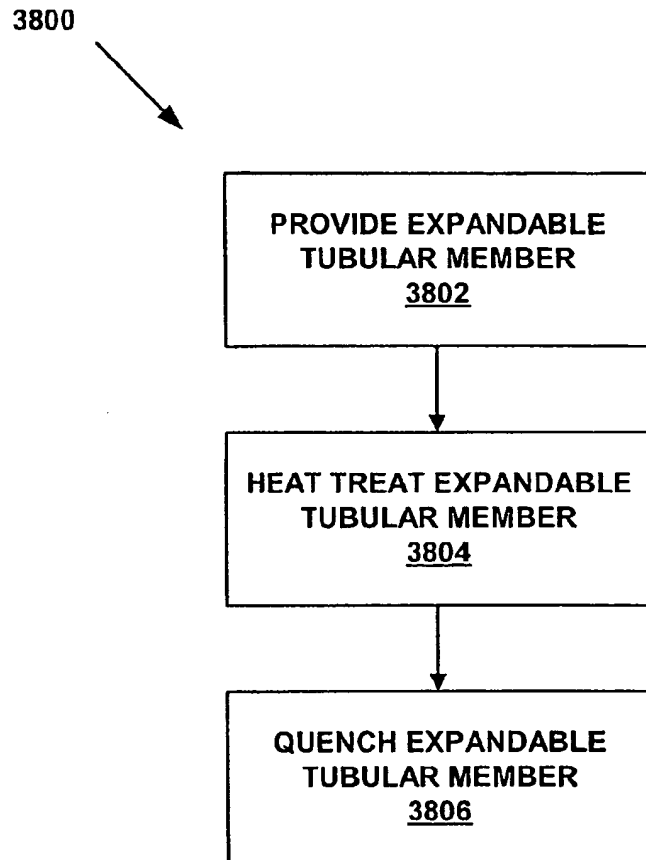 3800
PROVIDE EXPANDABLE
TUBULAR MEMBER
3802
HEAT TREAT EXPANDABLE
TUBULAR MEMBER
3804
QUENCH EXPANDABLE
TUBULAR MEMBER
3806